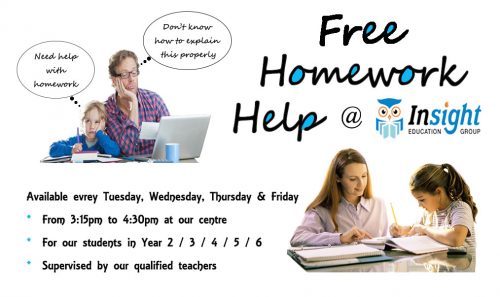 Need help
with
homework
Don't know
how to explain
this properly
Free
Homework
Help @ Insight
EDUCATION GROUP
Available evrey Tuesday, Wednesday, Thursday & Friday
* From 3:15pm to 4:30pm at our centre
* For our students in Year 2 / 3 / 4 / 5 / 6
* Supervised by our qualified teachers